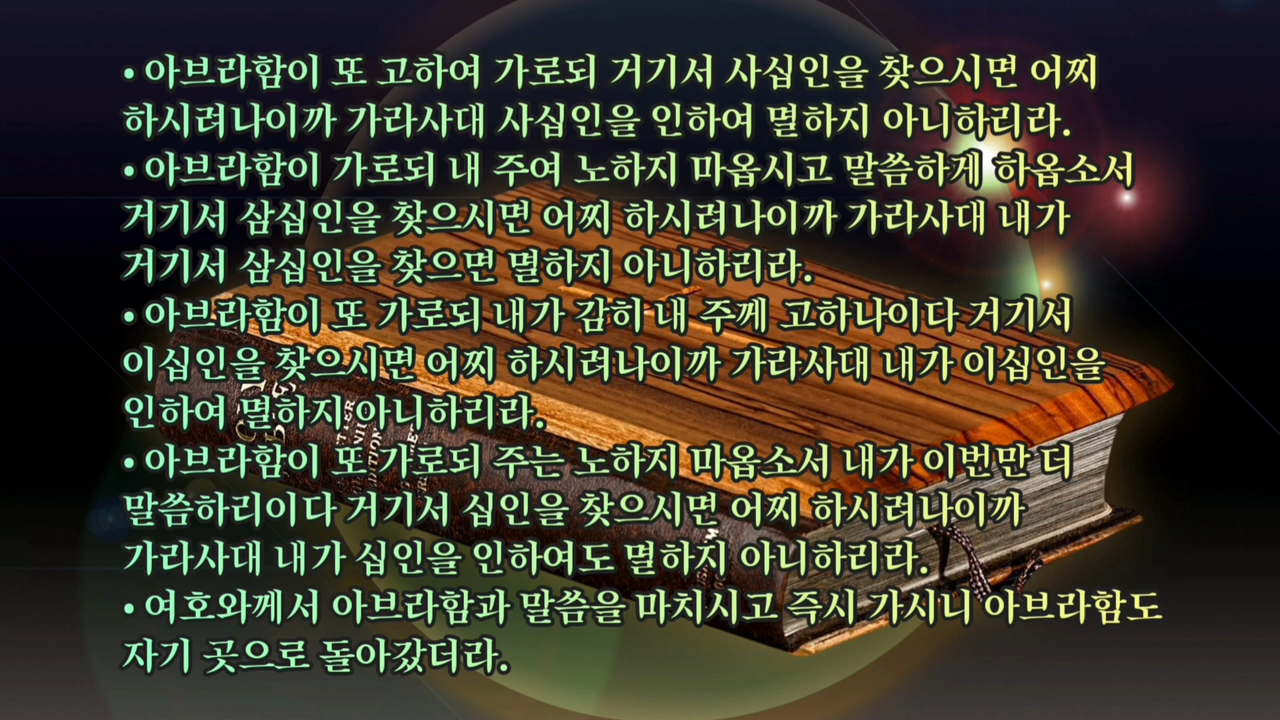 • 아브라함이 또 고하여 가로되 거기서 사십인을 찾으시면 어찌
하시려나이까 가라사대 사십인을 인하여 멸하지 아니하리라.
• 아브라함이 가로되 내 주여 노하지 마옵시고 말씀하게 하옵소서
거기서 삼십인을 찾으시면 어찌 하시려나이까 가라사대 내가
거기서 삼십인을 찾으면 멸하지 아니하리라.
• 아브라함이 또 가로되 내가 감히 내 주께 고하나이다 거기서
이십인을 찾으시면 어찌 하시려나이까 가라사대 내가 이십인을
인하여 멸하지 아니하리라.
• 아브라함이 또 가로되 주는 노하지 마옵소서 내가 이번만 더
말씀하리이다 거기서 십인을 찾으시면 어찌 하시려나이까
가라사대 내가 십인을 인하여도 멸하지 아니하리라.
• 여호와께서 아브라함과 말씀을 마치시고 즉시 가시니 아브라함도
자기 곳으로 돌아갔더라.